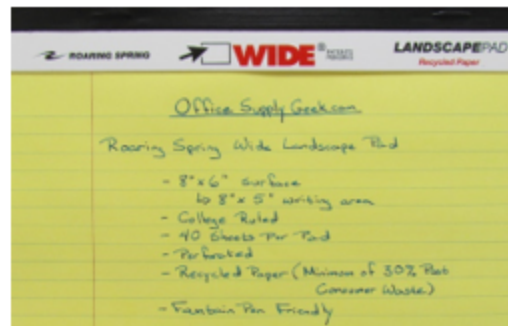 ROARING SPRING WIDE® LANDSCAPEPAD
Recycled Paper
Office Supply Geek.com
Roaring Spring Wide Landscape Pad
- 8" x 6" surface
↳ 8" x 5" writing area
- College Ruled
- 40 Sheets Per Pad
- Perforated
- Recycled Paper (Minimum of 30% Post
Consumer Waste)
- Fountain Pen Friendly